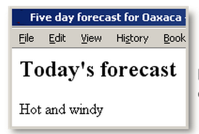 Five day forecast for Oaxaca
File Edit View History Book
Today's forecast
Hot and windy